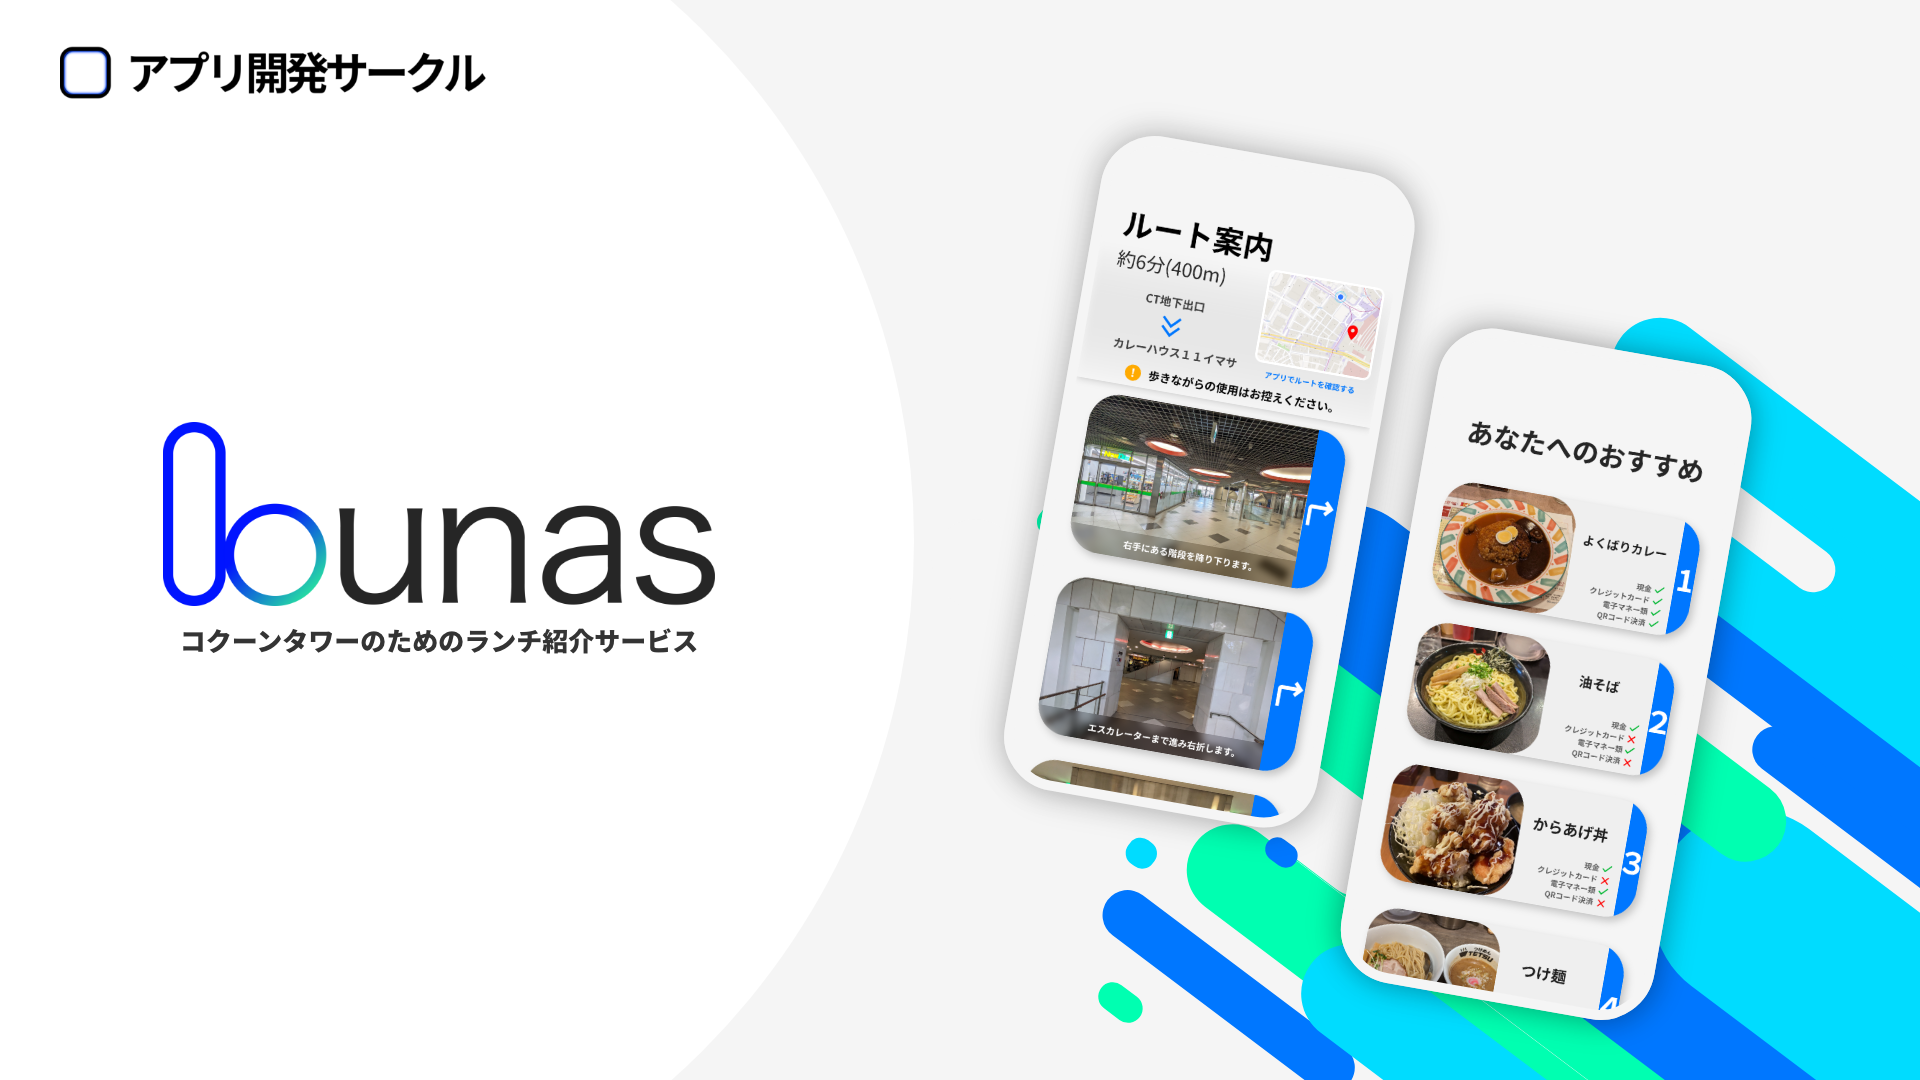 アプリ開発サークル
bunas
コクーンタワーのためのランチ紹介サービス
ルート案内
約6分(400m)
CT地下出口
カレーハウス１１イマサ
アプリでルートを確認する
! 歩きながらの使用はお控えください。
右手にある階段を降り下ります。
エスカレーターまで進み右折します。
あなたへのおすすめ
よくばりカレー
1
現金
クレジットカード
電子マネー類
QRコード決済
油そば
2
現金
クレジットカード
電子マネー類
QRコード決済
からあげ丼
3
現金
クレジットカード
電子マネー類
QRコード決済
TETSU
つけ麺
4